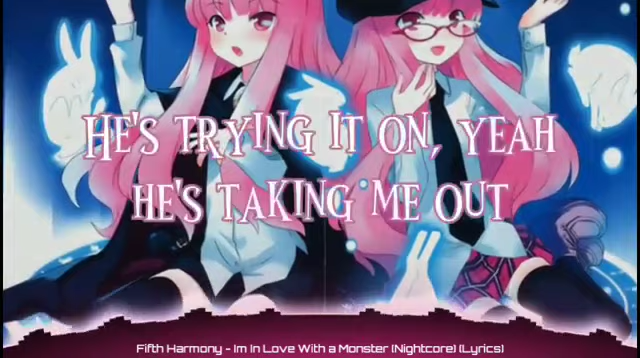 HE'S TRYING IT ON, YEAH
HE'S TAKING ME OUT
Fifth Harmony - Im In Love With a Monster (Nightcore) (Lyrics)